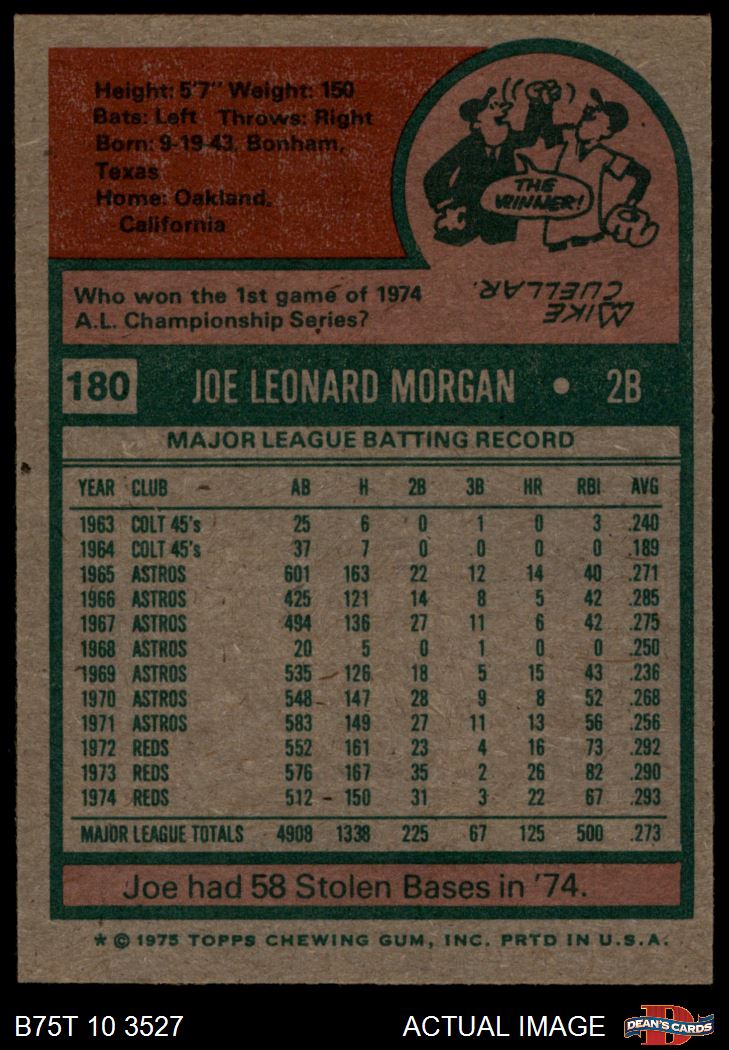 Height: 5'7" Weight: 150
Bats: Left Throws: Right
Born: 9-19-43, Bonham,
Texas
Home: Oakland,
California
THE
WINNER!
Who won the 1st game of 1974
A.L. Championship Series?
MIKE
CUELLAR.
180 JOE LEONARD MORGAN • 2B
MAJOR LEAGUE BATTING RECORD
YEAR CLUB AB H 2B 3B HR RBI AVG
1963 COLT 45's 25 6 0 1 0 3 .240
1964 COLT 45's 37 7 0 0 0 0 .189
1965 ASTROS 601 163 22 12 14 40 .271
1966 ASTROS 425 121 14 8 5 42 .285
1967 ASTROS 494 136 27 11 6 42 .275
1968 ASTROS 20 5 0 1 0 0 .250
1969 ASTROS 535 126 18 5 15 43 .236
1970 ASTROS 548 147 28 9 8 52 .268
1971 ASTROS 583 149 27 11 13 56 .256
1972 REDS 552 161 23 4 16 73 .292
1973 REDS 576 167 35 2 26 82 .290
1974 REDS 512 150 31 3 22 67 .293
MAJOR LEAGUE TOTALS 4908 1338 225 67 125 500 .273
Joe had 58 Stolen Bases in '74.
* © 1975 TOPPS CHEWING GUM, INC. PRTD IN U.S.A.
B75T 10 3527 ACTUAL IMAGE D DEAN'S CARDS